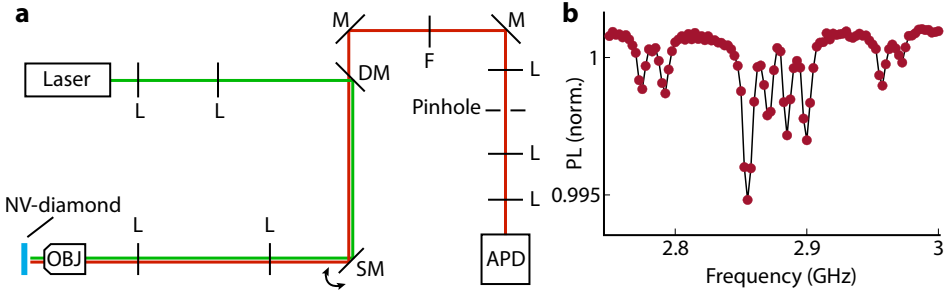 a
M
M
Laser
DM
F
L
L
L
Pinhole
L
L
NV-diamond
L
L
OBJ
SM
APD
b
PL (norm.)
1
0.995
2.8
2.9
3
Frequency (GHz)